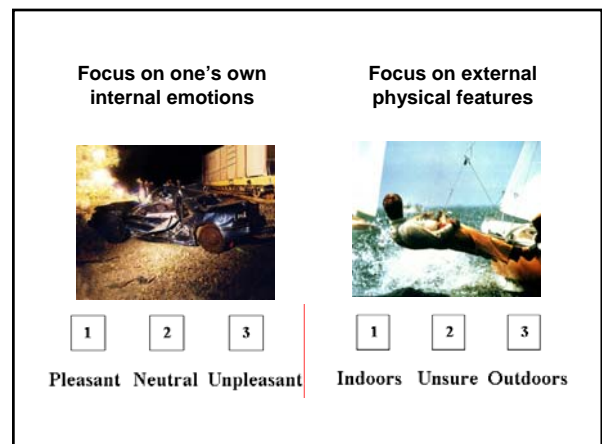 Focus on one's own
internal emotions
Focus on external
physical features
1 2 3
Pleasant Neutral Unpleasant
1 2 3
Indoors Unsure Outdoors